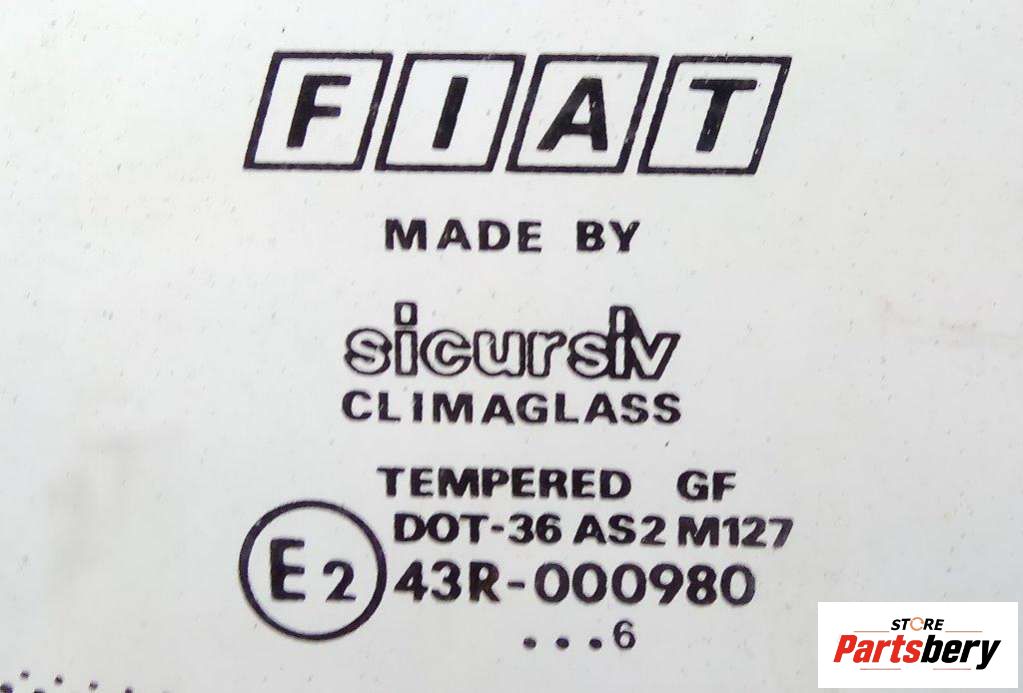 FIAT
MADE BY
sicursiv
CLIMAGLASS
TEMPERED GF
DOT-36 AS2 M127
E2 43R-000980
...6
STORE
Partsbery